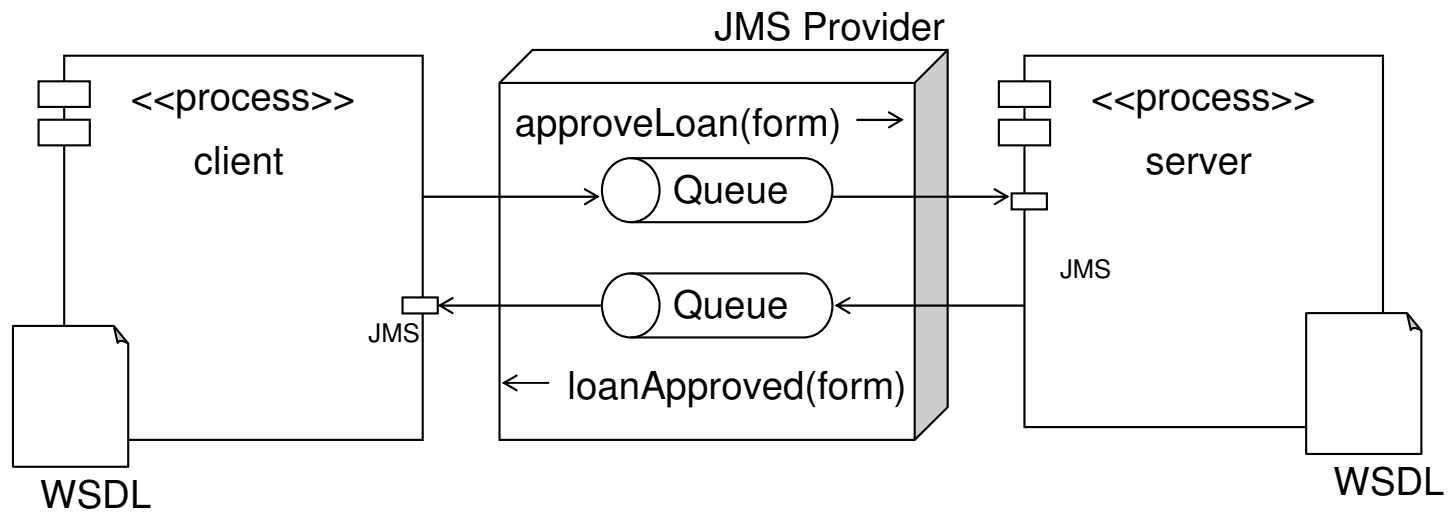 JMS Provider
<<process>>
client
approveLoan(form)
Queue
Queue
loanApproved(form)
<<process>>
server
JMS
JMS
WSDL
WSDL